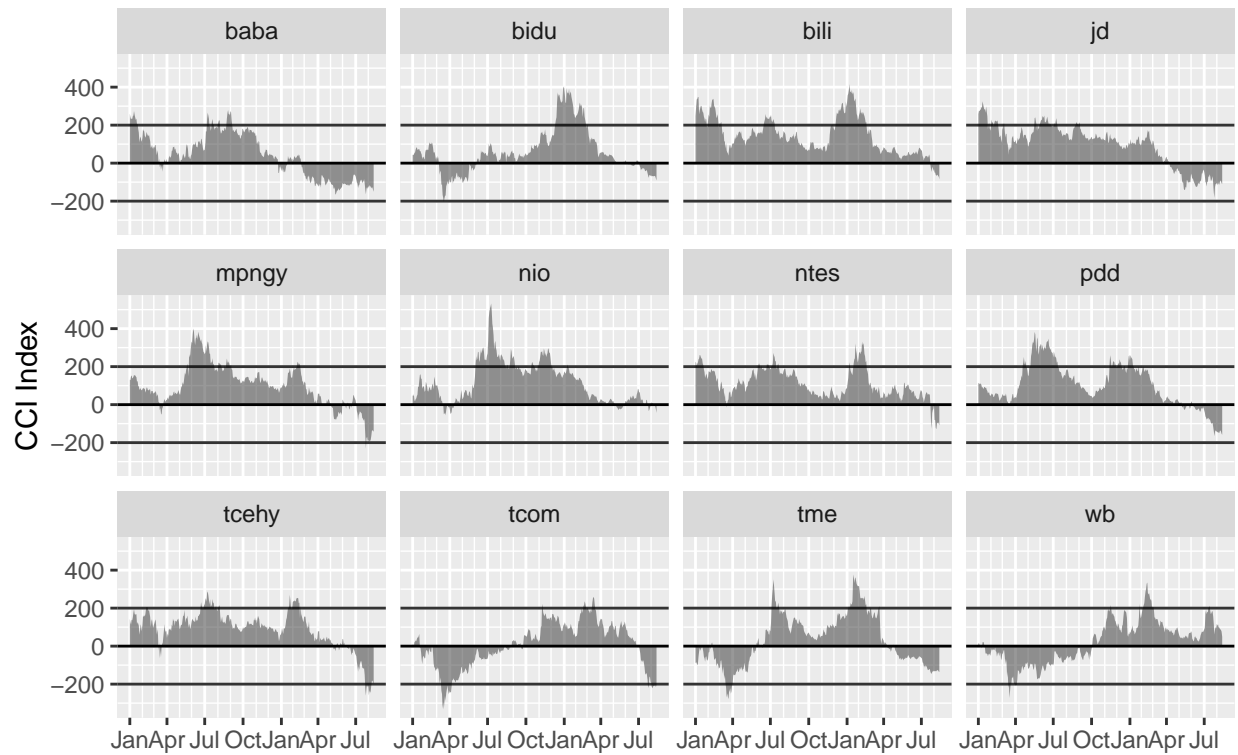 baba bidu bili jd
400
200
0
−200
mpngy nio ntes pdd
400
200
0
−200
CCI Index
tcehy tcom tme wb
400
200
0
−200
JanApr Jul OctJanApr Jul JanApr Jul OctJanApr Jul JanApr Jul OctJanApr Jul JanApr Jul OctJanApr Jul